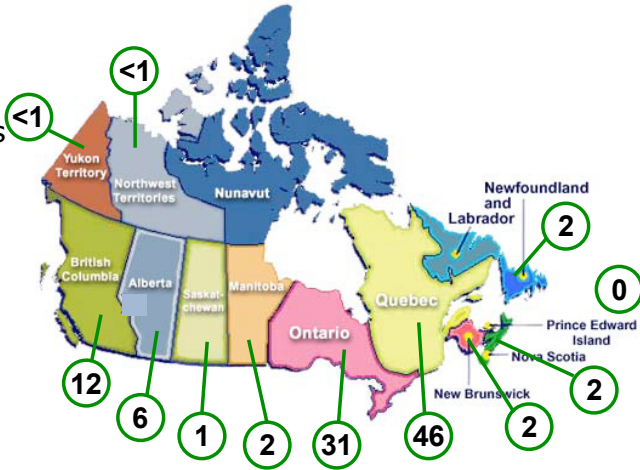 <1
<1
s
Yukon
Territory
Northwest
Territories
Nunavut
Newfoundland
and
Labrador
2
British
Columbia
Alberta
Saskat-
chewan
Manitoba
Ontario
Quebec
0
Prince Edward
Island
Nova Scotia
New Brunswick
12
6
1
2
31
46
2
2